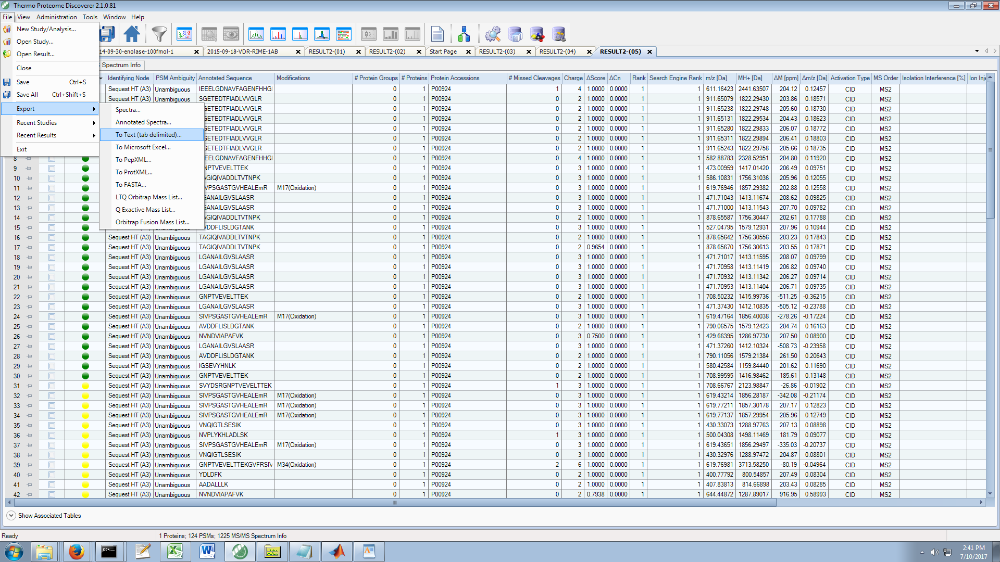 Thermo Proteome Discoverer 2.1.0.81
File View Administration Tools Window Help
New Study/Analysis...
Open Study...
Open Result...
Close
Save Ctrl+S
Save All Ctrl+Shift+S
Export
Recent Studies
Recent Results
Exit
Spectra...
Annotated Spectra...
To Text (tab delimited)...
To Microsoft Excel...
To PepXML...
To ProtXML...
To FASTA...
LTQ Orbitrap Mass List...
Q Exactive Mass List...
Orbitrap Fusion Mass List...
14-09-30-enolase-100fmol-1 2015-09-18-VDR-RIME-1AB RESULT2-(01) RESULT2-(02) Start Page RESULT2-(03) RESULT2-(04) RESULT2-(05)
Spectrum Info
Identifying Node PSM Ambiguity Annotated Sequence Modifications # Protein Groups # Proteins Protein Accessions # Missed Cleavages Charge ΔScore ΔCn Rank Search Engine Rank m/z [Da] MH+ [Da] ΔM [ppm] Δm/z [Da] Activation Type MS Order Isolation Interference [%] Ion Inje
Sequest HT (A3) Unambiguous IEEELGDNAVFAGENFHHG 0 1 P00924 1 4 1.0000 0.0000 1 1 611.16423 2441.63507 204.12 0.12457 CID MS2
Sequest HT (A3) Unambiguous SGETEDTFIADLVVGLR 0 1 P00924 0 2 1.0000 0.0000 1 1 911.65079 1822.29430 203.86 0.18571 CID MS2
GETEDTFIADLVVGLR 0 1 P00924 0 2 1.0000 0.0000 1 1 911.65238 1822.29748 205.60 0.18730 CID MS2
GETEDTFIADLVVGLR 0 1 P00924 0 2 1.0000 0.0000 1 1 911.65131 1822.29534 204.43 0.18623 CID MS2
GETEDTFIADLVVGLR 0 1 P00924 0 2 1.0000 0.0000 1 1 911.65280 1822.29833 206.07 0.18772 CID MS2
GETEDTFIADLVVGLR 0 1 P00924 0 2 1.0000 0.0000 1 1 911.65311 1822.29894 206.41 0.18803 CID MS2
GETEDTFIADLVVGLR 0 1 P00924 0 2 1.0000 0.0000 1 1 911.65243 1822.29758 205.66 0.18735 CID MS2
8 EELGDNAVFAGENFHHG 0 1 P00924 0 4 1.0000 0.0000 1 1 582.88783 2328.52951 204.80 0.11920 CID MS2
9 NPTVEVELTTEK 0 1 P00924 0 3 1.0000 0.0000 1 1 473.00959 1417.01420 206.49 0.09751 CID MS2
10 AGIQIVADDLTVTNPK 0 1 P00924 0 3 1.0000 0.0000 1 1 586.10831 1756.31036 205.96 0.12055 CID MS2
11 VPSGASTGVHEALEmR M17(Oxidation) 0 1 P00924 0 3 1.0000 0.0000 1 1 619.76946 1857.29382 202.88 0.12558 CID MS2
12 GANAILGVSLAASR 0 1 P00924 0 3 1.0000 0.0000 1 1 471.71043 1413.11674 208.62 0.09825 CID MS2
13 GANAILGVSLAASR 0 1 P00924 0 3 1.0000 0.0000 1 1 471.71000 1413.11543 207.70 0.09782 CID MS2
14 AGIQIVADDLTVTNPK 0 1 P00924 0 2 1.0000 0.0000 1 1 878.65587 1756.30447 202.61 0.17788 CID MS2
15 VDDFLISLDGTANK 0 1 P00924 0 3 1.0000 0.0000 1 1 527.04795 1579.12931 207.96 0.10944 CID MS2
16 Sequest HT (A3) Unambiguous TAGIQIVADDLTVTNPK 0 1 P00924 0 2 1.0000 0.0000 1 1 878.65642 1756.30556 203.23 0.17843 CID MS2
17 Sequest HT (A3) Unambiguous TAGIQIVADDLTVTNPK 0 1 P00924 0 2 0.9654 0.0000 1 1 878.65670 1756.30613 203.55 0.17871 CID MS2
18 Sequest HT (A3) Unambiguous LGANAILGVSLAASR 0 1 P00924 0 3 1.0000 0.0000 1 1 471.71017 1413.11595 208.07 0.09799 CID MS2
19 Sequest HT (A3) Unambiguous LGANAILGVSLAASR 0 1 P00924 0 3 1.0000 0.0000 1 1 471.70958 1413.11419 206.82 0.09740 CID MS2
20 Sequest HT (A3) Unambiguous LGANAILGVSLAASR 0 1 P00924 0 3 1.0000 0.0000 1 1 471.70932 1413.11342 206.27 0.09714 CID MS2
21 Sequest HT (A3) Unambiguous LGANAILGVSLAASR 0 1 P00924 0 3 1.0000 0.0000 1 1 471.70953 1413.11404 206.71 0.09735 CID MS2
22 Sequest HT (A3) Unambiguous GNPTVEVELTTEK 0 1 P00924 0 2 1.0000 0.0000 1 1 708.50232 1415.99736 -511.25 -0.36215 CID MS2
23 Sequest HT (A3) Unambiguous LGANAILGVSLAASR 0 1 P00924 0 3 1.0000 0.0000 1 1 471.37430 1412.10835 -505.12 -0.23788 CID MS2
24 Sequest HT (A3) Unambiguous SIVPSGASTGVHEALEmR M17(Oxidation) 0 1 P00924 0 3 1.0000 0.0000 1 1 619.47164 1856.40038 -278.26 -0.17224 CID MS2
25 Sequest HT (A3) Unambiguous AVDDFLISLDGTANK 0 1 P00924 0 2 1.0000 0.0000 1 1 790.06575 1579.12423 204.74 0.16163 CID MS2
26 Sequest HT (A3) Unambiguous NVNDVIAPAFVK 0 1 P00924 0 3 0.7500 0.0000 1 1 429.66395 1286.97730 207.50 0.08900 CID MS2
27 Sequest HT (A3) Unambiguous LGANAILGVSLAASR 0 1 P00924 0 3 1.0000 0.0000 1 1 471.37260 1412.10324 -508.73 -0.23958 CID MS2
28 Sequest HT (A3) Unambiguous AVDDFLISLDGTANK 0 1 P00924 0 2 1.0000 0.0000 1 1 790.11056 1579.21384 261.50 0.20643 CID MS2
29 Sequest HT (A3) Unambiguous IGSEVYHNLK 0 1 P00924 0 2 1.0000 0.0000 1 1 580.42584 1159.84440 201.62 0.11690 CID MS2
30 Sequest HT (A3) Unambiguous GNPTVEVELTTEK 0 1 P00924 0 2 1.0000 0.0000 1 1 708.99595 1416.98462 185.61 0.13148 CID MS2
31 Sequest HT (A3) Unambiguous SVYDSRGNPTVEVELTTEK 0 1 P00924 1 3 1.0000 0.0000 1 1 708.66767 2123.98847 -26.86 -0.01902 CID MS2
32 Sequest HT (A3) Unambiguous SIVPSGASTGVHEALEmR M17(Oxidation) 0 1 P00924 0 3 1.0000 0.0000 1 1 619.43214 1856.28187 -342.08 -0.21174 CID MS2
33 Sequest HT (A3) Unambiguous SIVPSGASTGVHEALEmR M17(Oxidation) 0 1 P00924 0 3 1.0000 0.0000 1 1 619.77211 1857.30178 207.17 0.12823 CID MS2
34 Sequest HT (A3) Unambiguous SIVPSGASTGVHEALEmR M17(Oxidation) 0 1 P00924 0 3 1.0000 0.0000 1 1 619.77137 1857.29954 205.96 0.12749 CID MS2
35 Sequest HT (A3) Unambiguous VNQIGTLSESIK 0 1 P00924 0 3 1.0000 0.0000 1 1 430.33073 1288.97763 207.13 0.08898 CID MS2
36 Sequest HT (A3) Unambiguous NVPLYKHLADLSK 0 1 P00924 1 3 1.0000 0.0000 1 1 500.04308 1498.11469 181.79 0.09077 CID MS2
37 Sequest HT (A3) Unambiguous SIVPSGASTGVHEALEmR M17(Oxidation) 0 1 P00924 0 3 1.0000 0.0000 1 1 619.43651 1856.29497 -335.03 -0.20737 CID MS2
38 Sequest HT (A3) Unambiguous VNQIGTLSESIK 0 1 P00924 0 3 1.0000 0.0000 1 1 430.32976 1288.97472 204.87 0.08801 CID MS2
39 Sequest HT (A3) Unambiguous GNPTVEVELTTEKGVFRSIV M34(Oxidation) 0 1 P00924 2 6 1.0000 0.0000 1 1 619.76981 3713.58250 -80.19 -0.04964 CID MS2
40 Sequest HT (A3) Unambiguous YDLDFK 0 1 P00924 0 2 1.0000 0.0000 1 1 400.77792 800.54857 207.49 0.08304 CID MS2
41 Sequest HT (A3) Unambiguous AADALLLK 0 1 P00924 0 2 1.0000 0.0000 1 1 407.83813 814.66898 203.43 0.08285 CID MS2
42 Sequest HT (A3) Unambiguous NVNDVIAPAFVK 0 1 P00924 0 2 0.7938 0.0000 1 1 644.44872 1287.89017 916.95 0.58993 CID MS2
Show Associated Tables
Ready 1 Proteins; 124 PSMs; 1225 MS/MS Spectrum Info
2:41 PM
7/10/2017